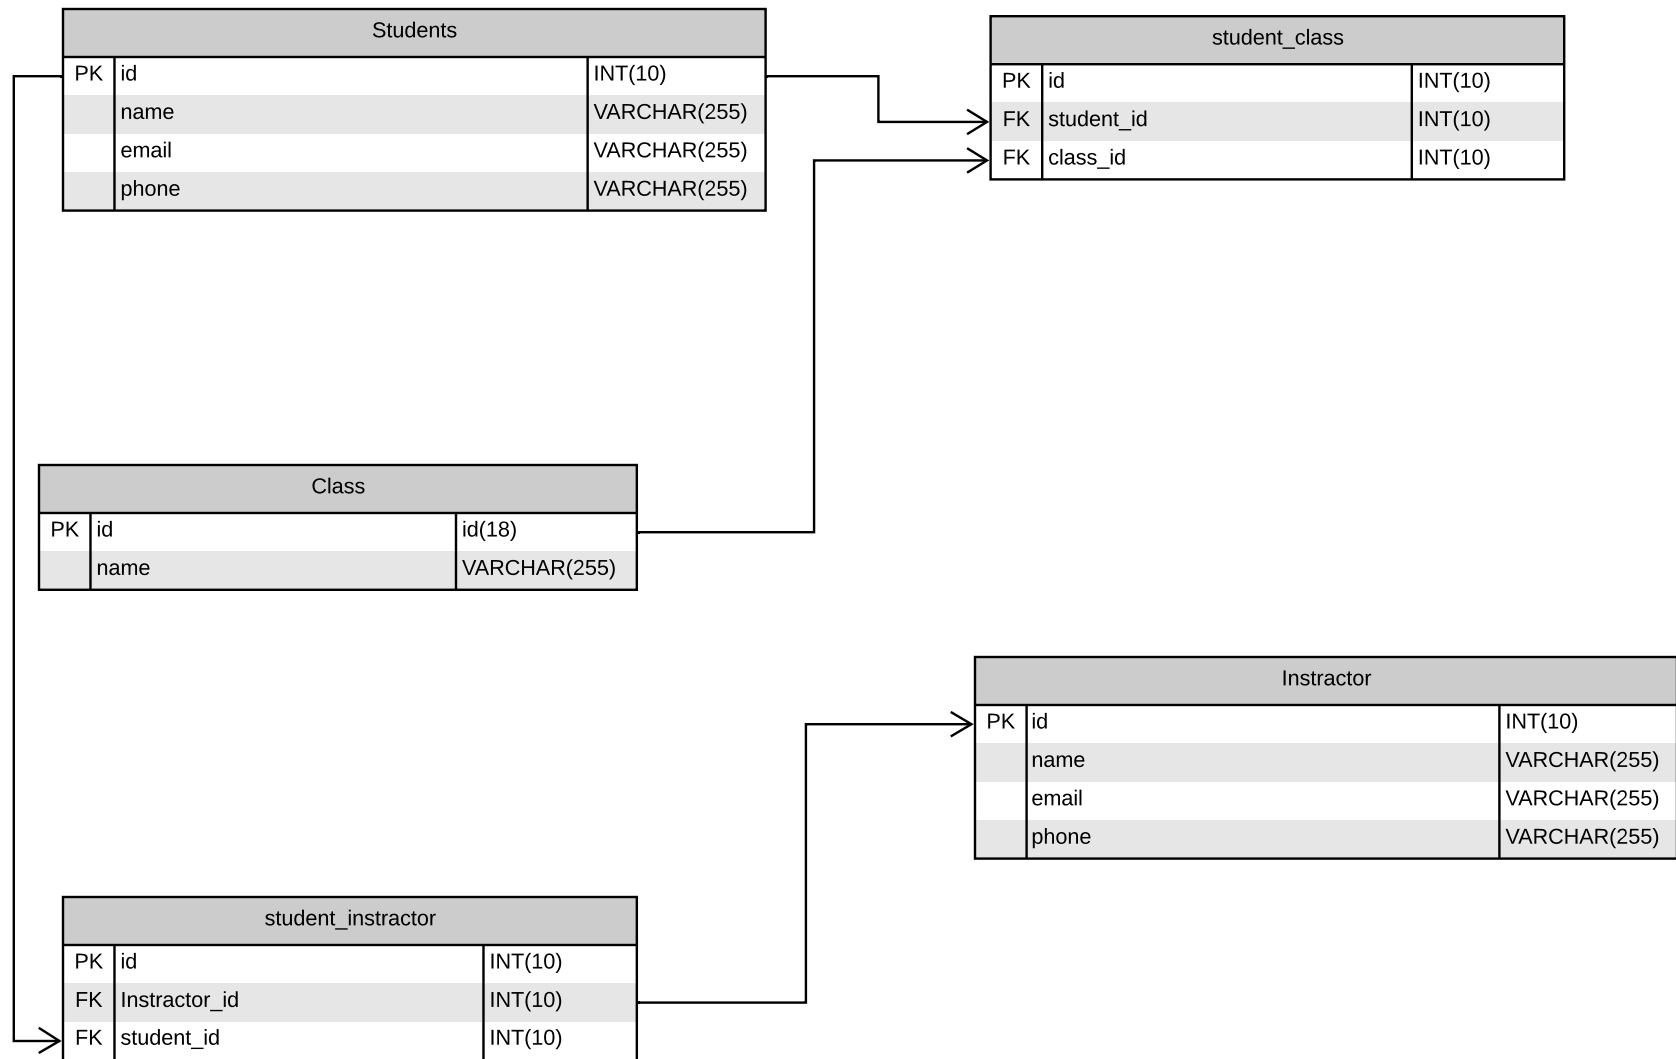 Students
PK id INT(10)
name VARCHAR(255)
email VARCHAR(255)
phone VARCHAR(255)
student_class
PK id INT(10)
FK student_id INT(10)
FK class_id INT(10)
Class
PK id id(18)
name VARCHAR(255)
Instractor
PK id INT(10)
name VARCHAR(255)
email VARCHAR(255)
phone VARCHAR(255)
student_instractor
PK id INT(10)
FK Instractor_id INT(10)
FK student_id INT(10)